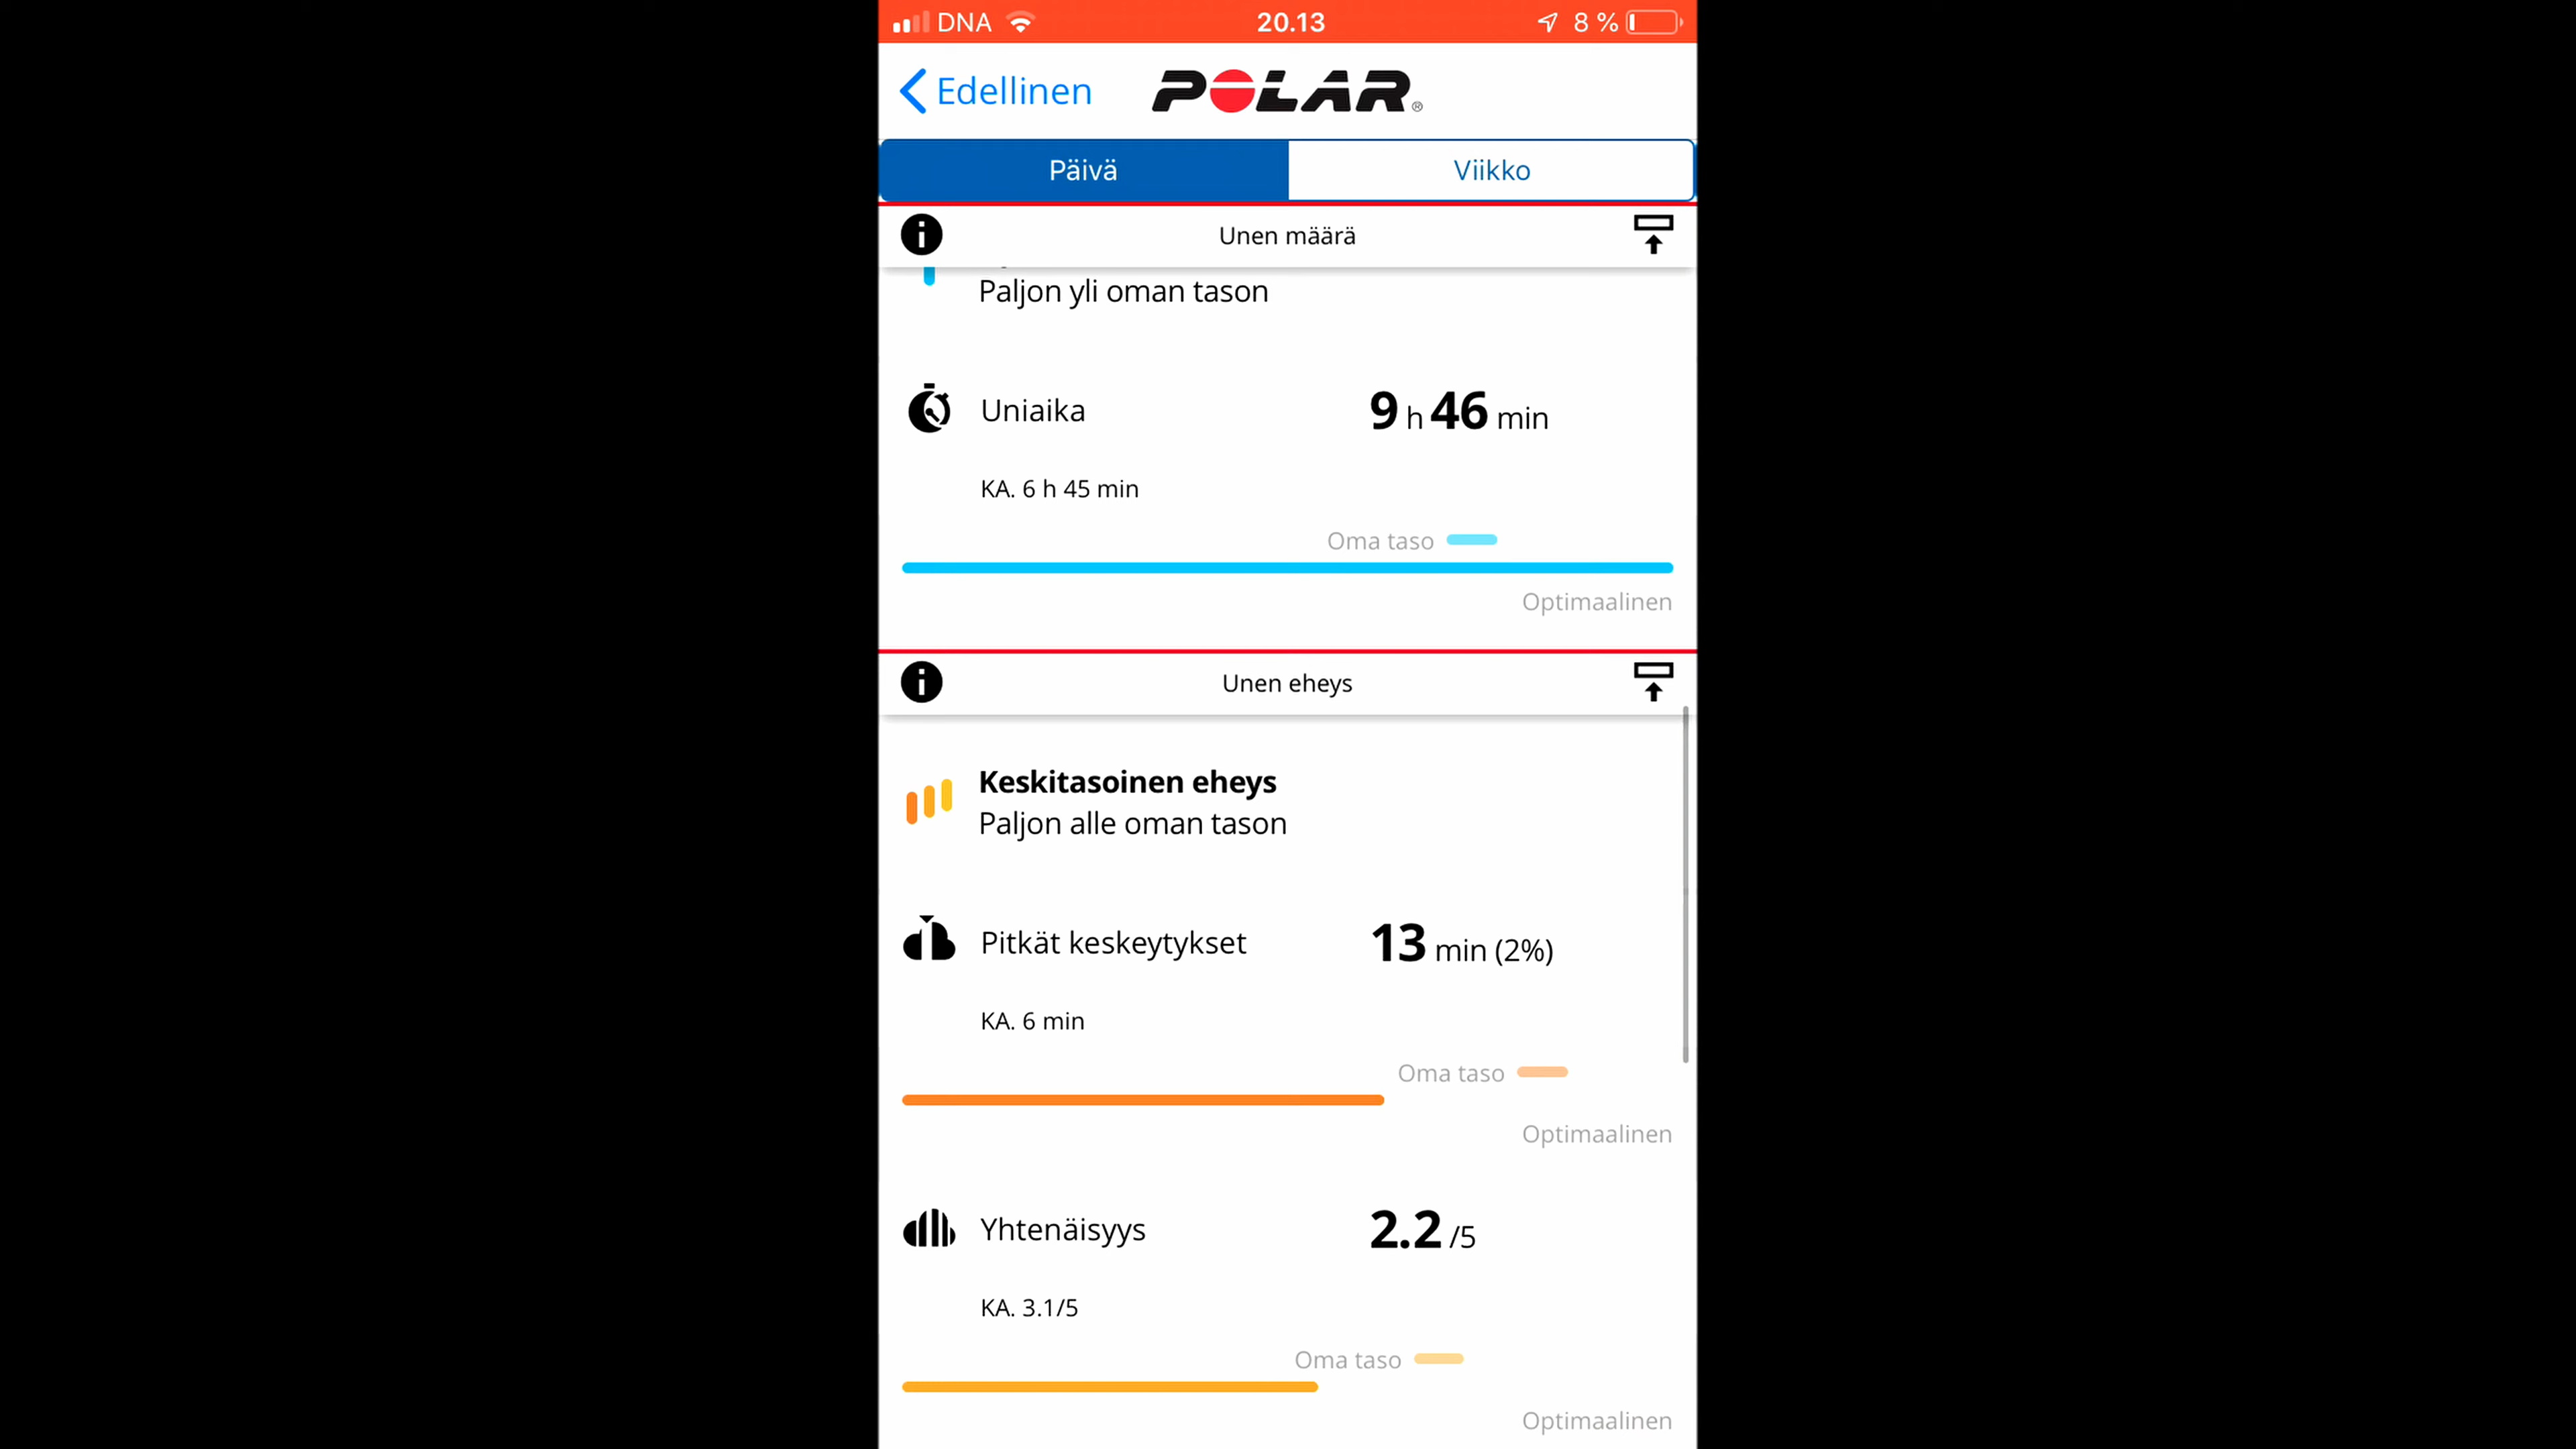 DNA 20.13 8 %
Edellinen POLAR®
Päivä Viikko
Unen määrä
Paljon yli oman tason
Uniaika 9 h 46 min
KA. 6 h 45 min
Oma taso
Optimaalinen
Unen eheys
Keskitasoinen eheys
Paljon alle oman tason
Pitkät keskeytykset 13 min (2%)
KA. 6 min
Oma taso
Optimaalinen
Yhtenäisyys 2.2 /5
KA. 3.1/5
Oma taso
Optimaalinen